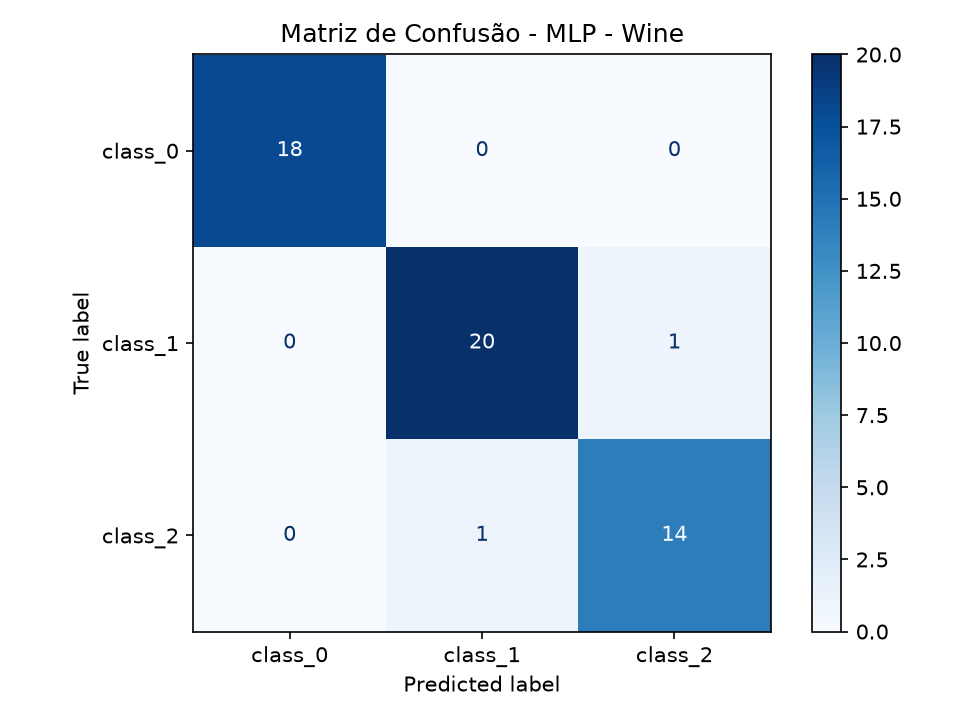 Matriz de Confusão - MLP - Wine
20.0
17.5
15.0
12.5
10.0
7.5
5.0
2.5
0.0
True label
class_0
18 0 0
class_1
0 20 1
class_2
0 1 14
class_0 class_1 class_2
Predicted label